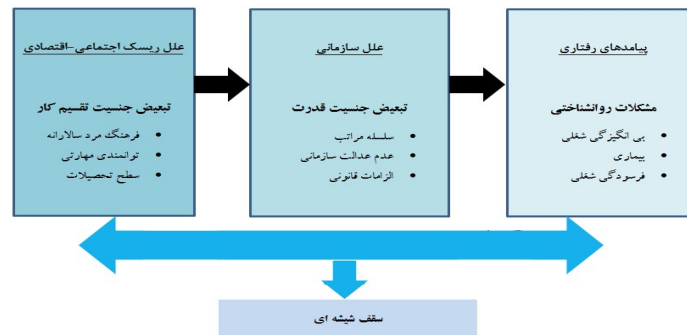 علل ریسک اجتماعی-اقتصادی
تبعیض جنسیت تقسیم کار
فرهنگ مرد سالارانه
توانمندی مهارتی
سطح تحصیلات
علل سازمانی
تبعیض جنسیت قدرت
سلسله مراتب
عدم عدالت سازمانی
الزامات قانونی
پیامدهای رفتاری
مشکلات روانشناختی
بی انگیزگی شغلی
بیماری
فرسودگی شغلی
سقف شیشه ای